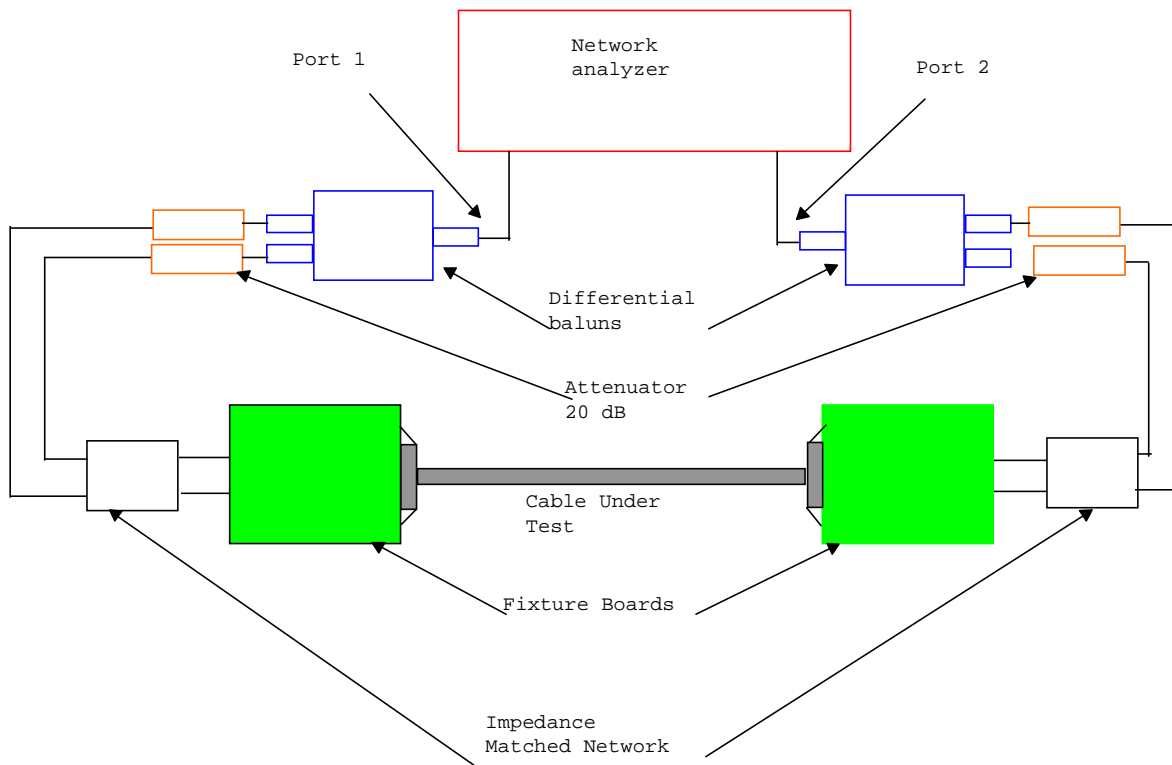 Port 1
Network
analyzer
Port 2
Differential
baluns
Attenuator
20 dB
Cable Under
Test
Fixture Boards
Impedance
Matched Network